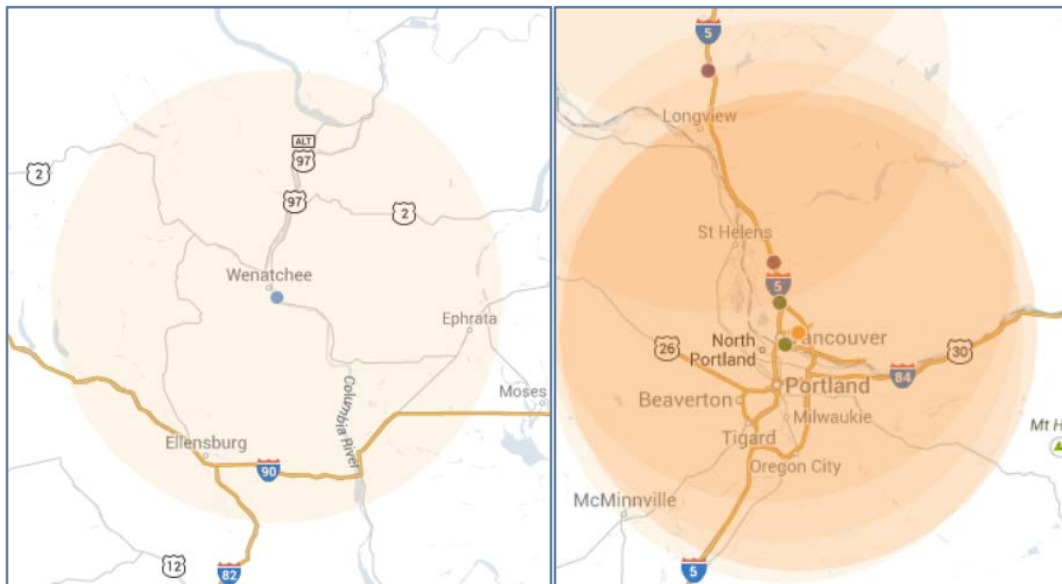 2
ALT
97
97
2
Wenatchee
Ephrata
Columbia River
Moses
Ellensburg
90
12
82
5
Longview
St Helens
5
26
North
Portland
ancouver
30
84
Portland
Beaverton
Milwaukie
Tigard
Oregon City
Mt H
McMinnville
5